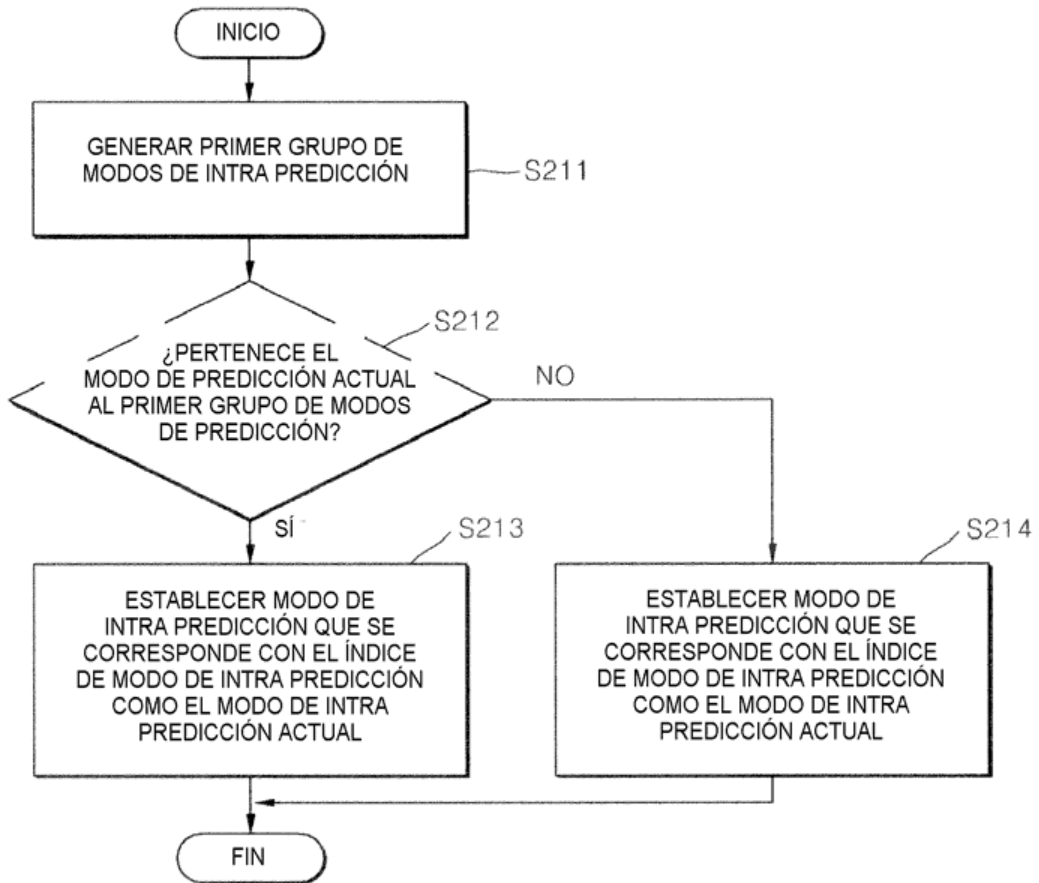 INICIO
GENERAR PRIMER GRUPO DE
MODOS DE INTRA PREDICCIÓN
S211
S212
¿PERTENECE EL
MODO DE PREDICCIÓN ACTUAL
AL PRIMER GRUPO DE MODOS
DE PREDICCIÓN?
NO
SÍ
S213
S214
ESTABLECER MODO DE
INTRA PREDICCIÓN QUE SE
CORRESPONDE CON EL ÍNDICE
DE MODO DE INTRA PREDICCIÓN
COMO EL MODO DE INTRA
PREDICCIÓN ACTUAL
ESTABLECER MODO DE
INTRA PREDICCIÓN QUE SE
CORRESPONDE CON EL ÍNDICE
DE MODO DE INTRA PREDICCIÓN
COMO EL MODO DE INTRA
PREDICCIÓN ACTUAL
FIN